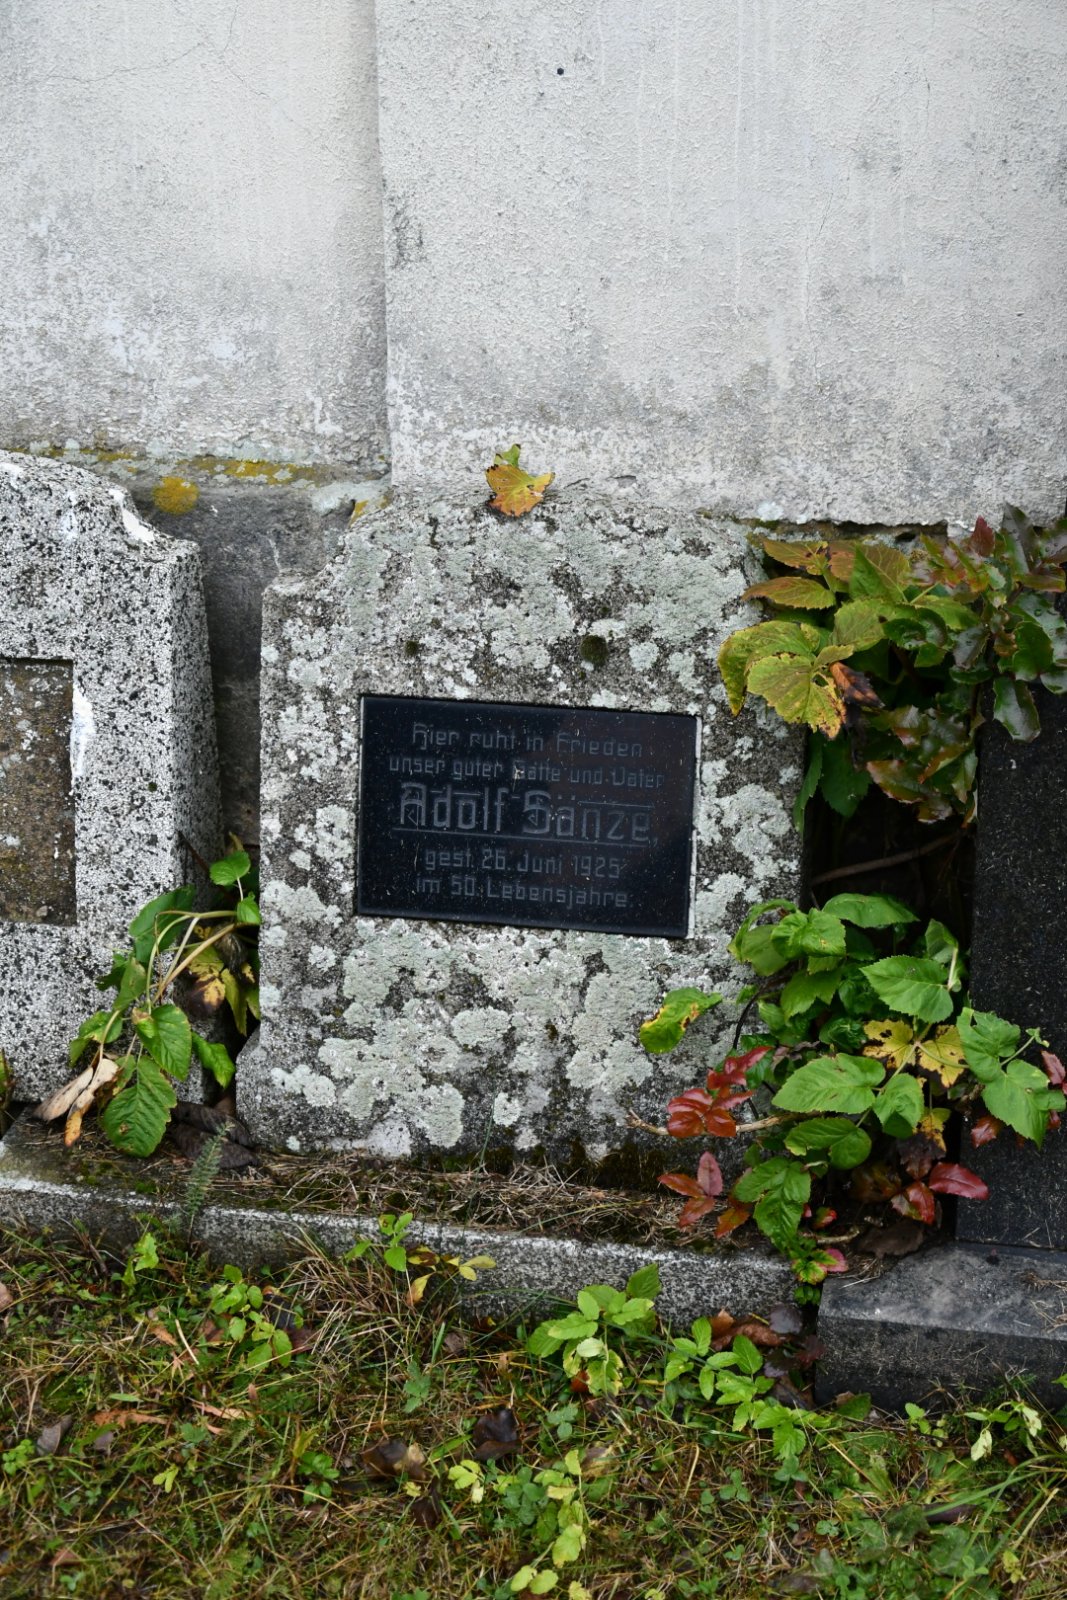 Hier ruht in Frieden
unser guter Gatte und Vater
Adolf Sänze,
gest. 26. Juni 1925
im 50. Lebensjahre.